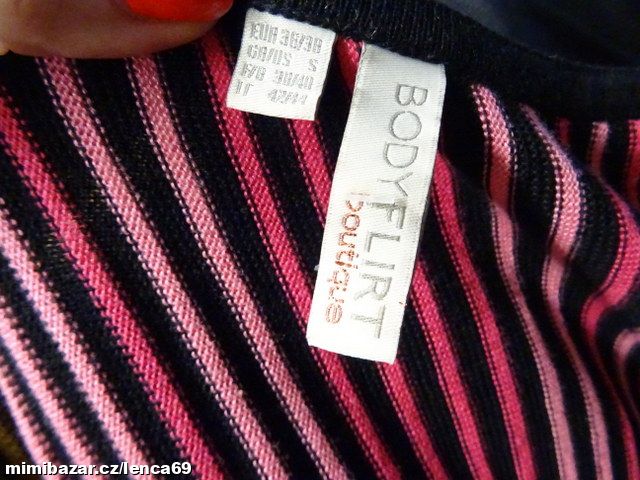 EUR 36/38
GB/US S
F/B 38/40
IT 42/44
BODYFLIRT
boutique
mimibazar.cz/lenca69